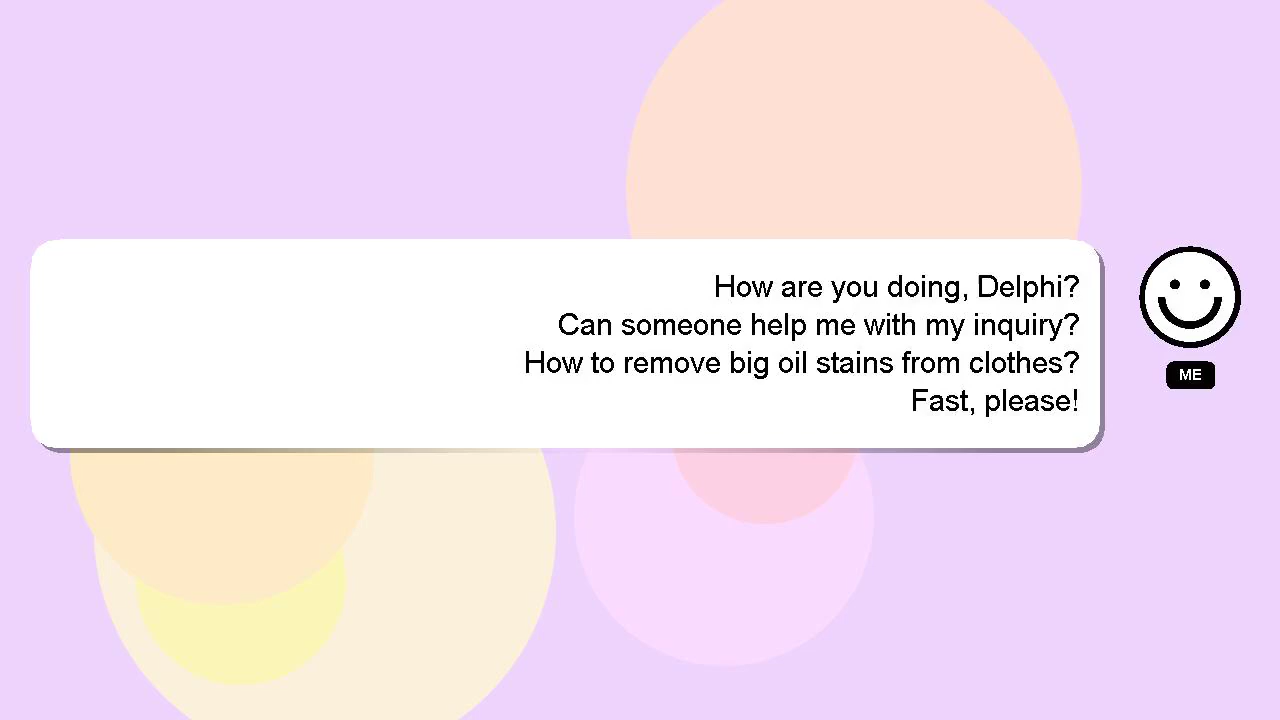 How are you doing, Delphi?
Can someone help me with my inquiry?
How to remove big oil stains from clothes?
Fast, please!
ME